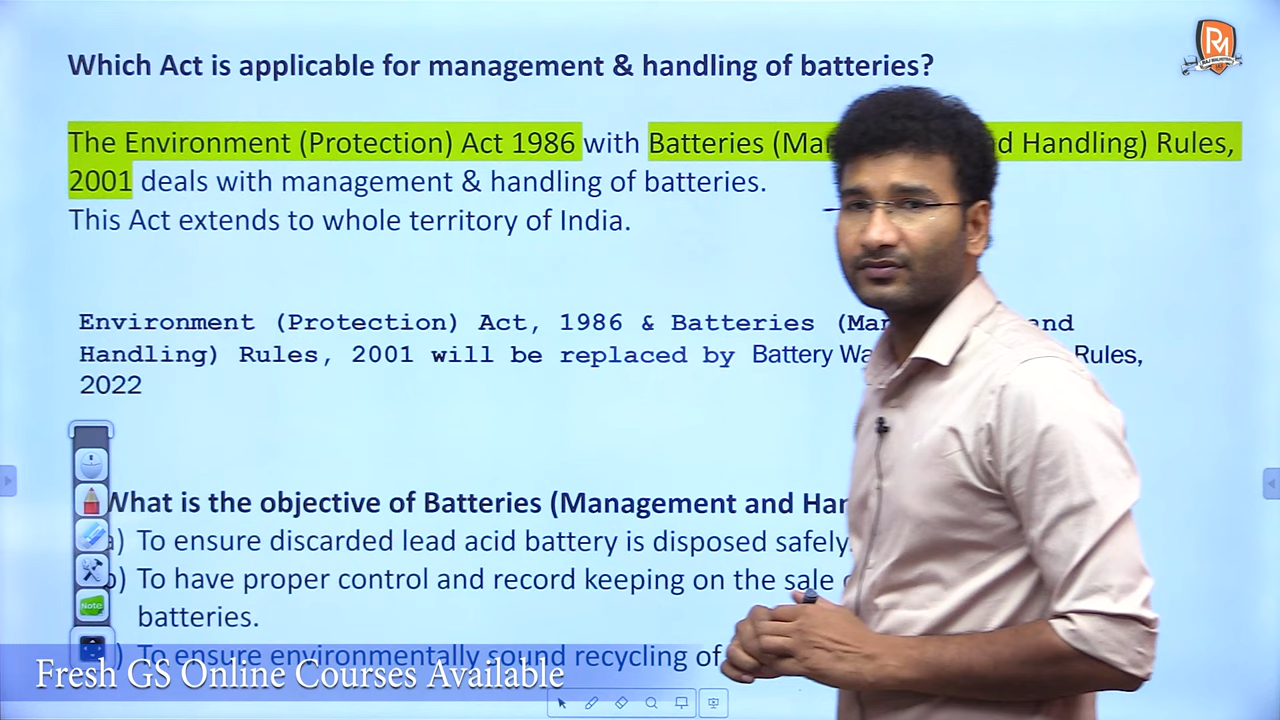 Which Act is applicable for management & handling of batteries?
The Environment (Protection) Act 1986 with Batteries (Mar d Handling) Rules,
2001 deals with management & handling of batteries.
This Act extends to whole territory of India.
Environment (Protection) Act, 1986 & Batteries (Mar and
Handling) Rules, 2001 will be replaced by Battery Wa Rules,
2022
What is the objective of Batteries (Management and Har
a) To ensure discarded lead acid battery is disposed safely.
b) To have proper control and record keeping on the sale
batteries.
) To ensure environmentally sound recycling of
Note
Fresh GS Online Courses Available
RM